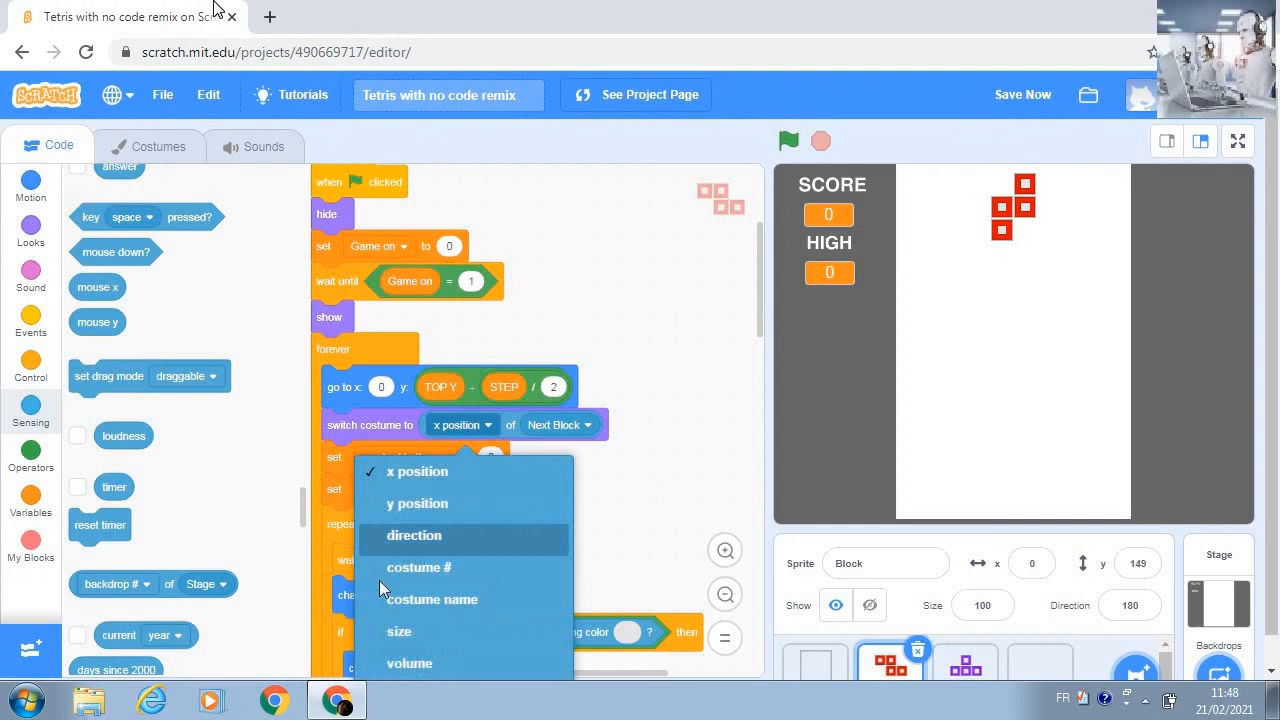 Tetris with no code remix on Sc
scratch.mit.edu/projects/490669717/editor/
SCRATCH
File
Edit
Tutorials
Tetris with no code remix
See Project Page
Save Now
Code
Costumes
Sounds
Motion
Looks
Sound
Events
Control
Sensing
Operators
Variables
My Blocks
answer
key space pressed?
mouse down?
mouse x
mouse y
set drag mode draggable
loudness
timer
reset timer
backdrop # of Stage
current year
days since 2000
when clicked
hide
set Game on to 0
wait until Game on = 1
show
forever
go to x: 0 y: TOP Y - STEP / 2
switch costume to x position of Next Block
set
set
x position
y position
direction
costume #
costume name
size
volume
if
ng color ? then
SCORE
0
HIGH
0
Sprite Block x 0 y 149
Show Size 100 Direction 180
Stage
Backdrops
FR
11:48
21/02/2021